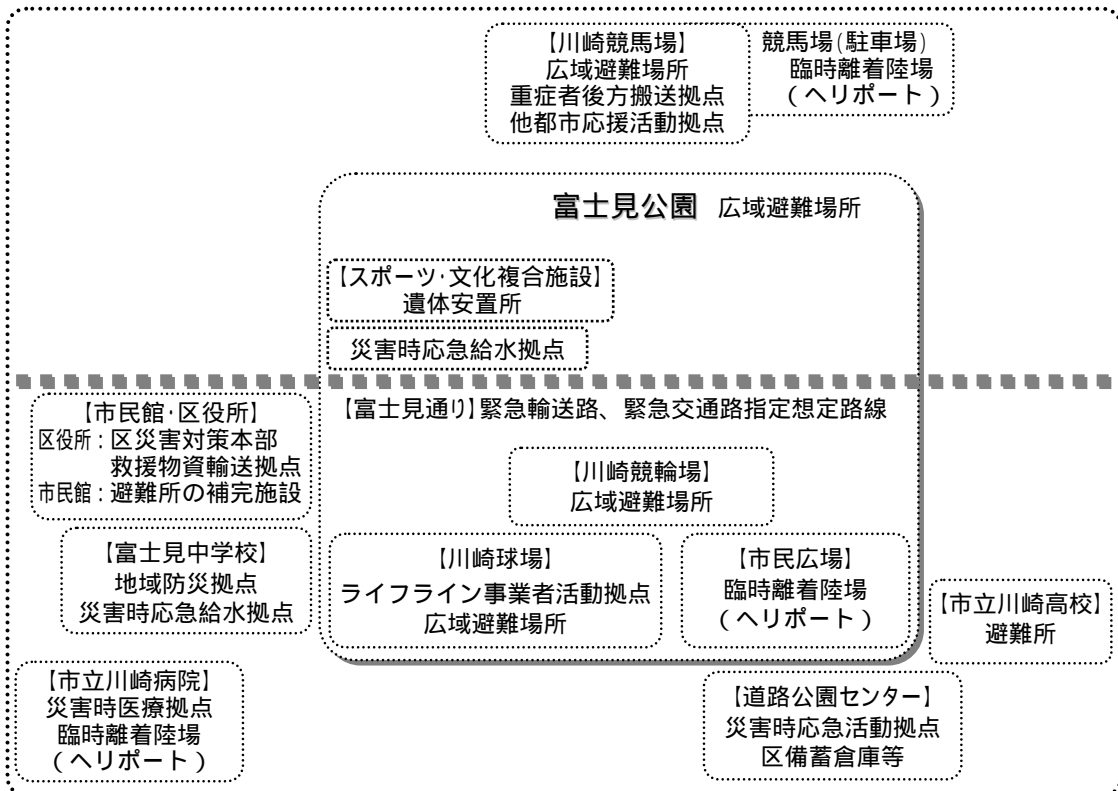 【川崎競馬場】
広域避難場所
重症者後方搬送拠点
他都市応援活動拠点
競馬場(駐車場)
臨時離着陸場
(ヘリポート)
富士見公園 広域避難場所
【スポーツ・文化複合施設】
遺体安置所
災害時応急給水拠点
【富士見通り】緊急輸送路、緊急交通路指定想定路線
【市民館・区役所】
区役所:区災害対策本部
救援物資輸送拠点
市民館:避難所の補完施設
【川崎競輪場】
広域避難場所
【富士見中学校】
地域防災拠点
災害時応急給水拠点
【川崎球場】
ライフライン事業者活動拠点
広域避難場所
【市民広場】
臨時離着陸場
(ヘリポート)
【市立川崎高校】
避難所
【市立川崎病院】
災害時医療拠点
臨時離着陸場
(ヘリポート)
【道路公園センター】
災害時応急活動拠点
区備蓄倉庫等